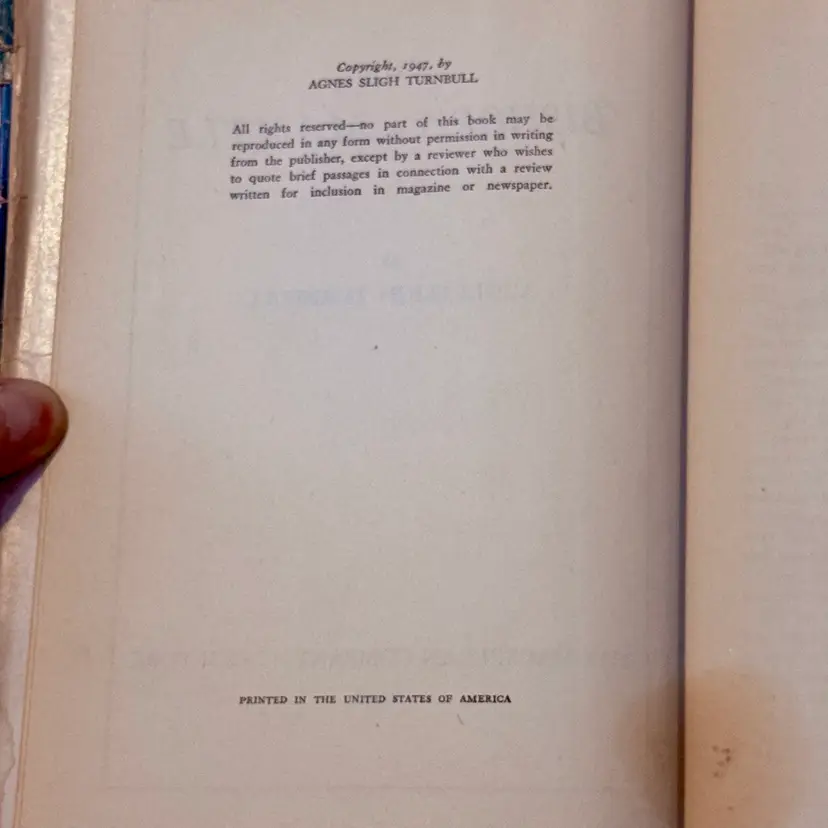 Copyright, 1947, by
AGNES SLIGH TURNBULL
All rights reserved—no part of this book may be
reproduced in any form without permission in writing
from the publisher, except by a reviewer who wishes
to quote brief passages in connection with a review
written for inclusion in magazine or newspaper.
PRINTED IN THE UNITED STATES OF AMERICA